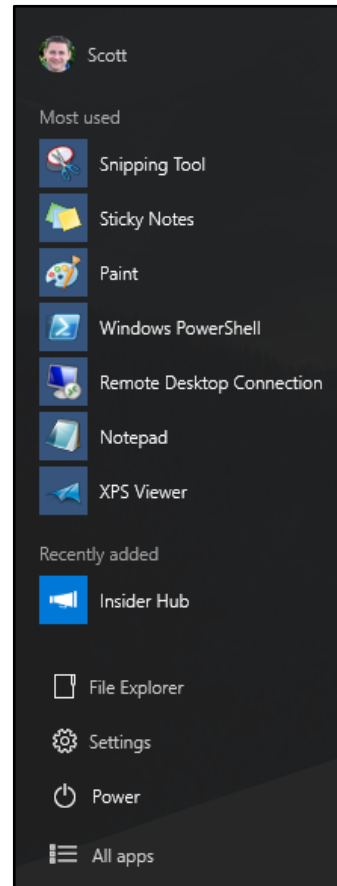 Scott
Most used
Snipping Tool
Sticky Notes
Paint
Windows PowerShell
Remote Desktop Connection
Notepad
XPS Viewer
Recently added
Insider Hub
File Explorer
Settings
Power
All apps